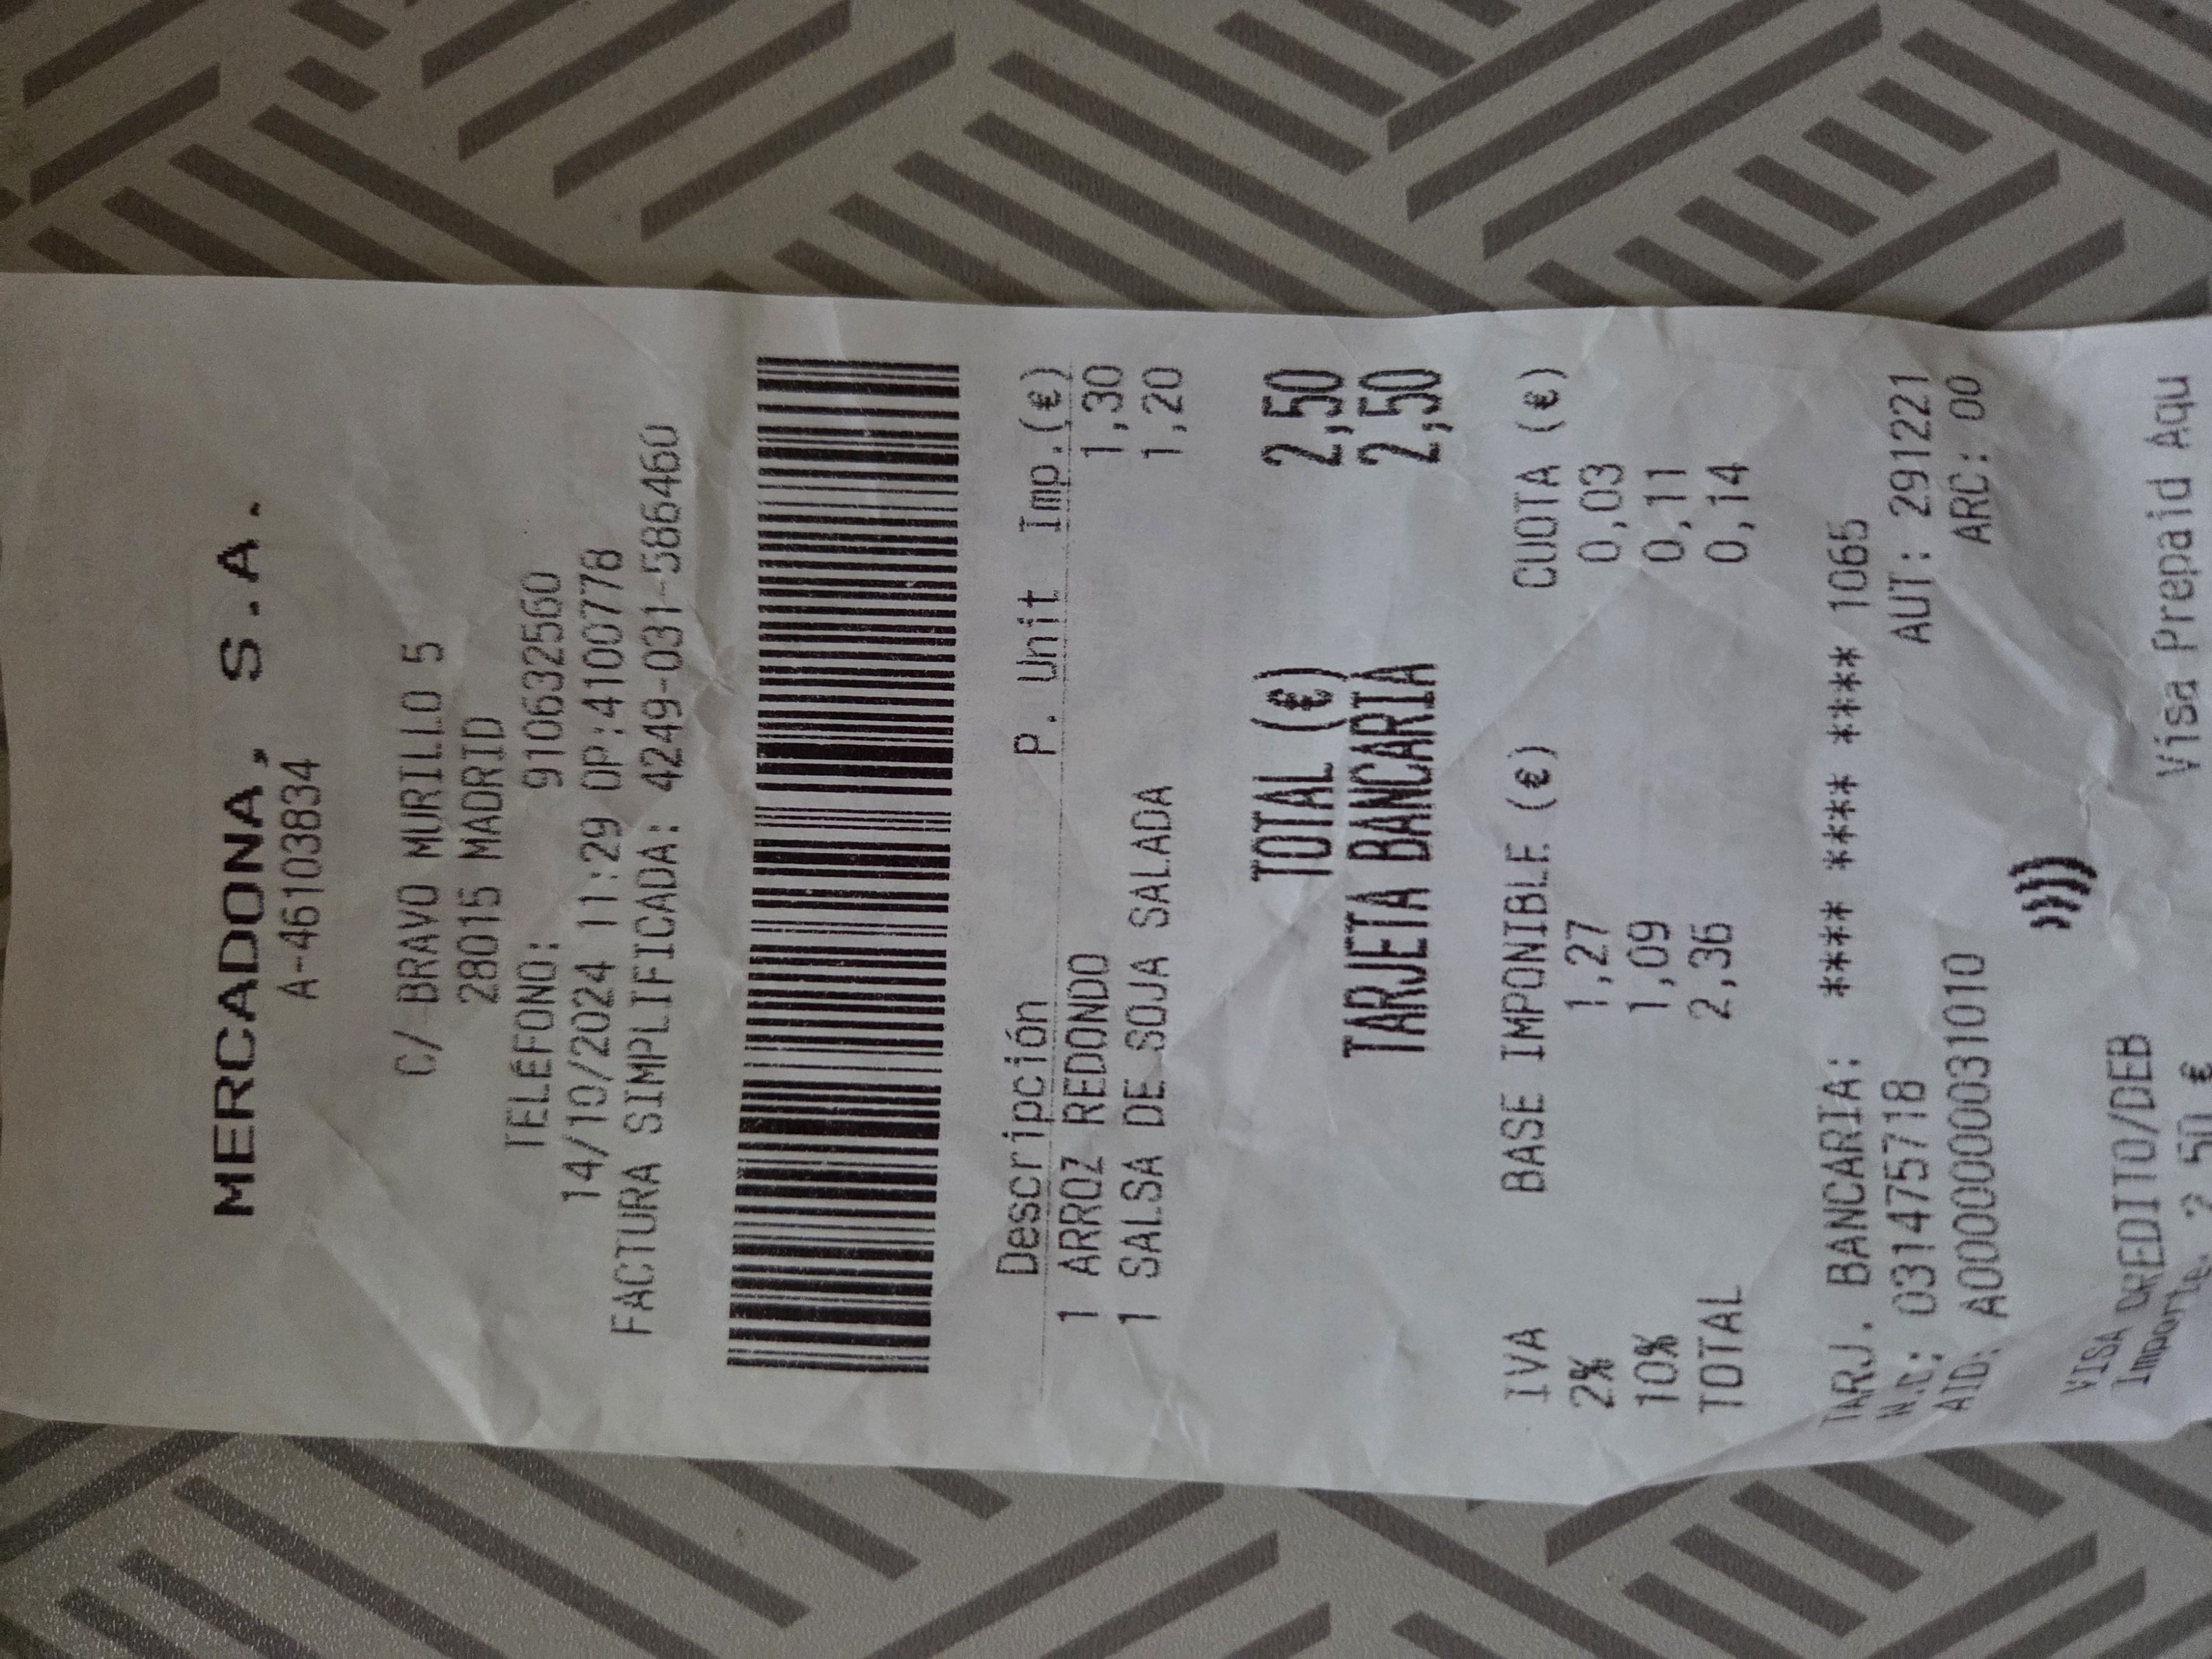 MERCADONA, S.A.
A-46103834
C/ BRAVO MURILLO 5
28015 MADRID
TELÉFONO: 910632560
14/10/2024 11:29 OP:4100778
FACTURA SIMPLIFICADA: 4249-031-586460
Descripción P. Unit Imp.(€)
1 ARROZ REDONDO 1,30
1 SALSA DE SOJA SALADA 1,20
TOTAL (€) 2,50
TARJETA BANCARIA 2,50
IVA BASE IMPONIBLE (€) CUOTA (€)
2% 1,27 0,03
10% 1,09 0,11
TOTAL 2,36 0,14
TARJ. BANCARIA: **** **** **** 1065
N.C: 031475718 AUT: 291221
AID: A0000000031010 ARC: 00
VISA CREDITO/DEB Visa Prepaid Aqu
Importe: 2,50 €